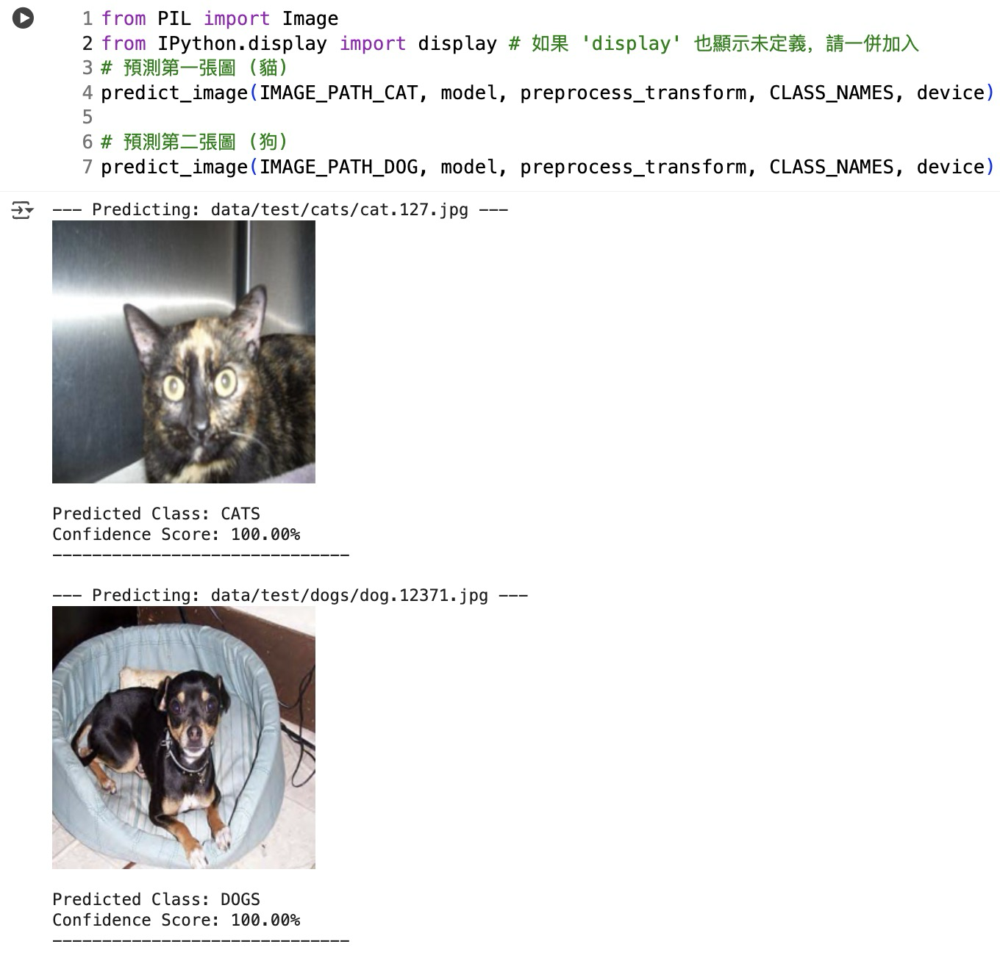 1 from PIL import Image
2 from IPython.display import display # 如果 'display' 也顯示未定義，請一併加入
3 # 預測第一張圖 (貓)
4 predict_image(IMAGE_PATH_CAT, model, preprocess_transform, CLASS_NAMES, device)
5
6 # 預測第二張圖 (狗)
7 predict_image(IMAGE_PATH_DOG, model, preprocess_transform, CLASS_NAMES, device)
--- Predicting: data/test/cats/cat.127.jpg ---
Predicted Class: CATS
Confidence Score: 100.00%
------------------------------
--- Predicting: data/test/dogs/dog.12371.jpg ---
Predicted Class: DOGS
Confidence Score: 100.00%
------------------------------